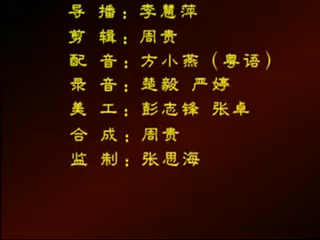 导 播：李慧萍
剪 辑：周贵
配 音：方小燕（粤语）
录 音：楚毅 严婷
美 工：彭志锋 张卓
合 成：周贵
监 制：张思海